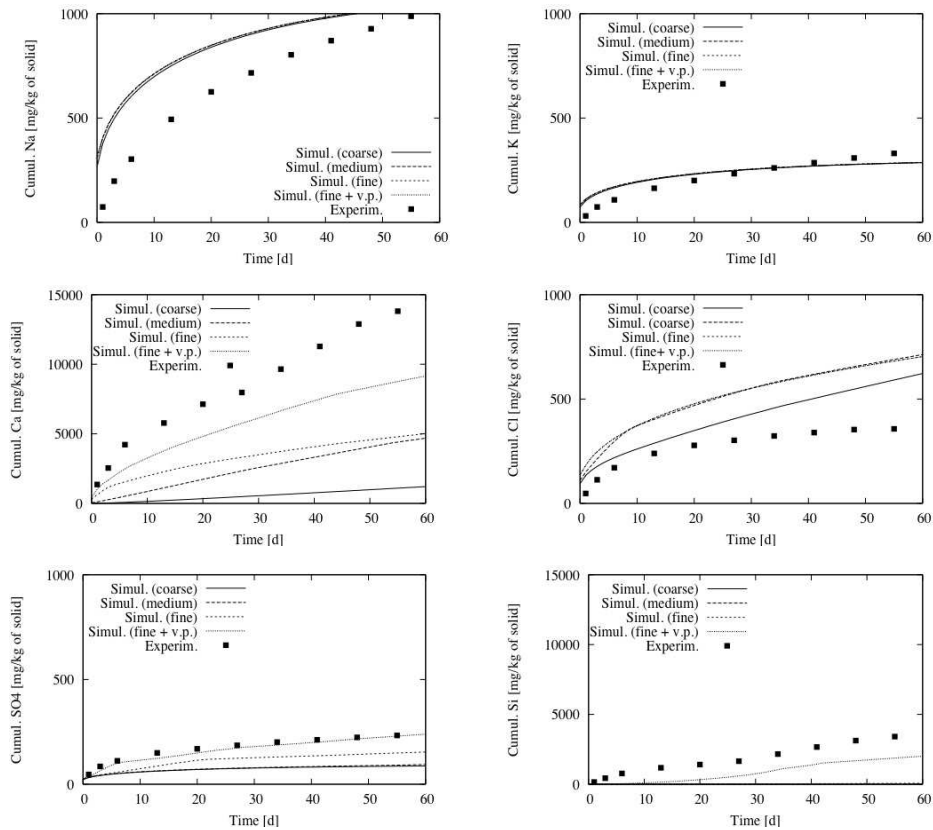 1000
500
0
Cumul. Na [mg/kg of solid]
Simul. (coarse)
Simul. (medium)
Simul. (fine)
Simul. (fine + v.p.)
Experim.
0 10 20 30 40 50 60
Time [d]
1000
500
0
Cumul. K [mg/kg of solid]
Simul. (coarse)
Simul. (medium)
Simul. (fine)
Simul. (fine + v.p.)
Experim.
0 10 20 30 40 50 60
Time [d]
15000
10000
5000
0
Cumul. Ca [mg/kg of solid]
Simul. (coarse)
Simul. (medium)
Simul. (fine)
Simul. (fine + v.p.)
Experim.
0 10 20 30 40 50 60
Time [d]
1000
500
0
Cumul. Cl [mg/kg of solid]
Simul. (coarse)
Simul. (coarse)
Simul. (fine)
Simul. (fine+ v.p.)
Experim.
0 10 20 30 40 50 60
Time [d]
1000
500
0
Cumul. SO4 [mg/kg of solid]
Simul. (coarse)
Simul. (medium)
Simul. (fine)
Simul. (fine + v.p.)
Experim.
0 10 20 30 40 50 60
Time [d]
15000
10000
5000
0
Cumul. Si [mg/kg of solid]
Simul. (coarse)
Simul. (medium)
Simul. (fine)
Simul. (fine + v.p.)
Experim.
0 10 20 30 40 50 60
Time [d]